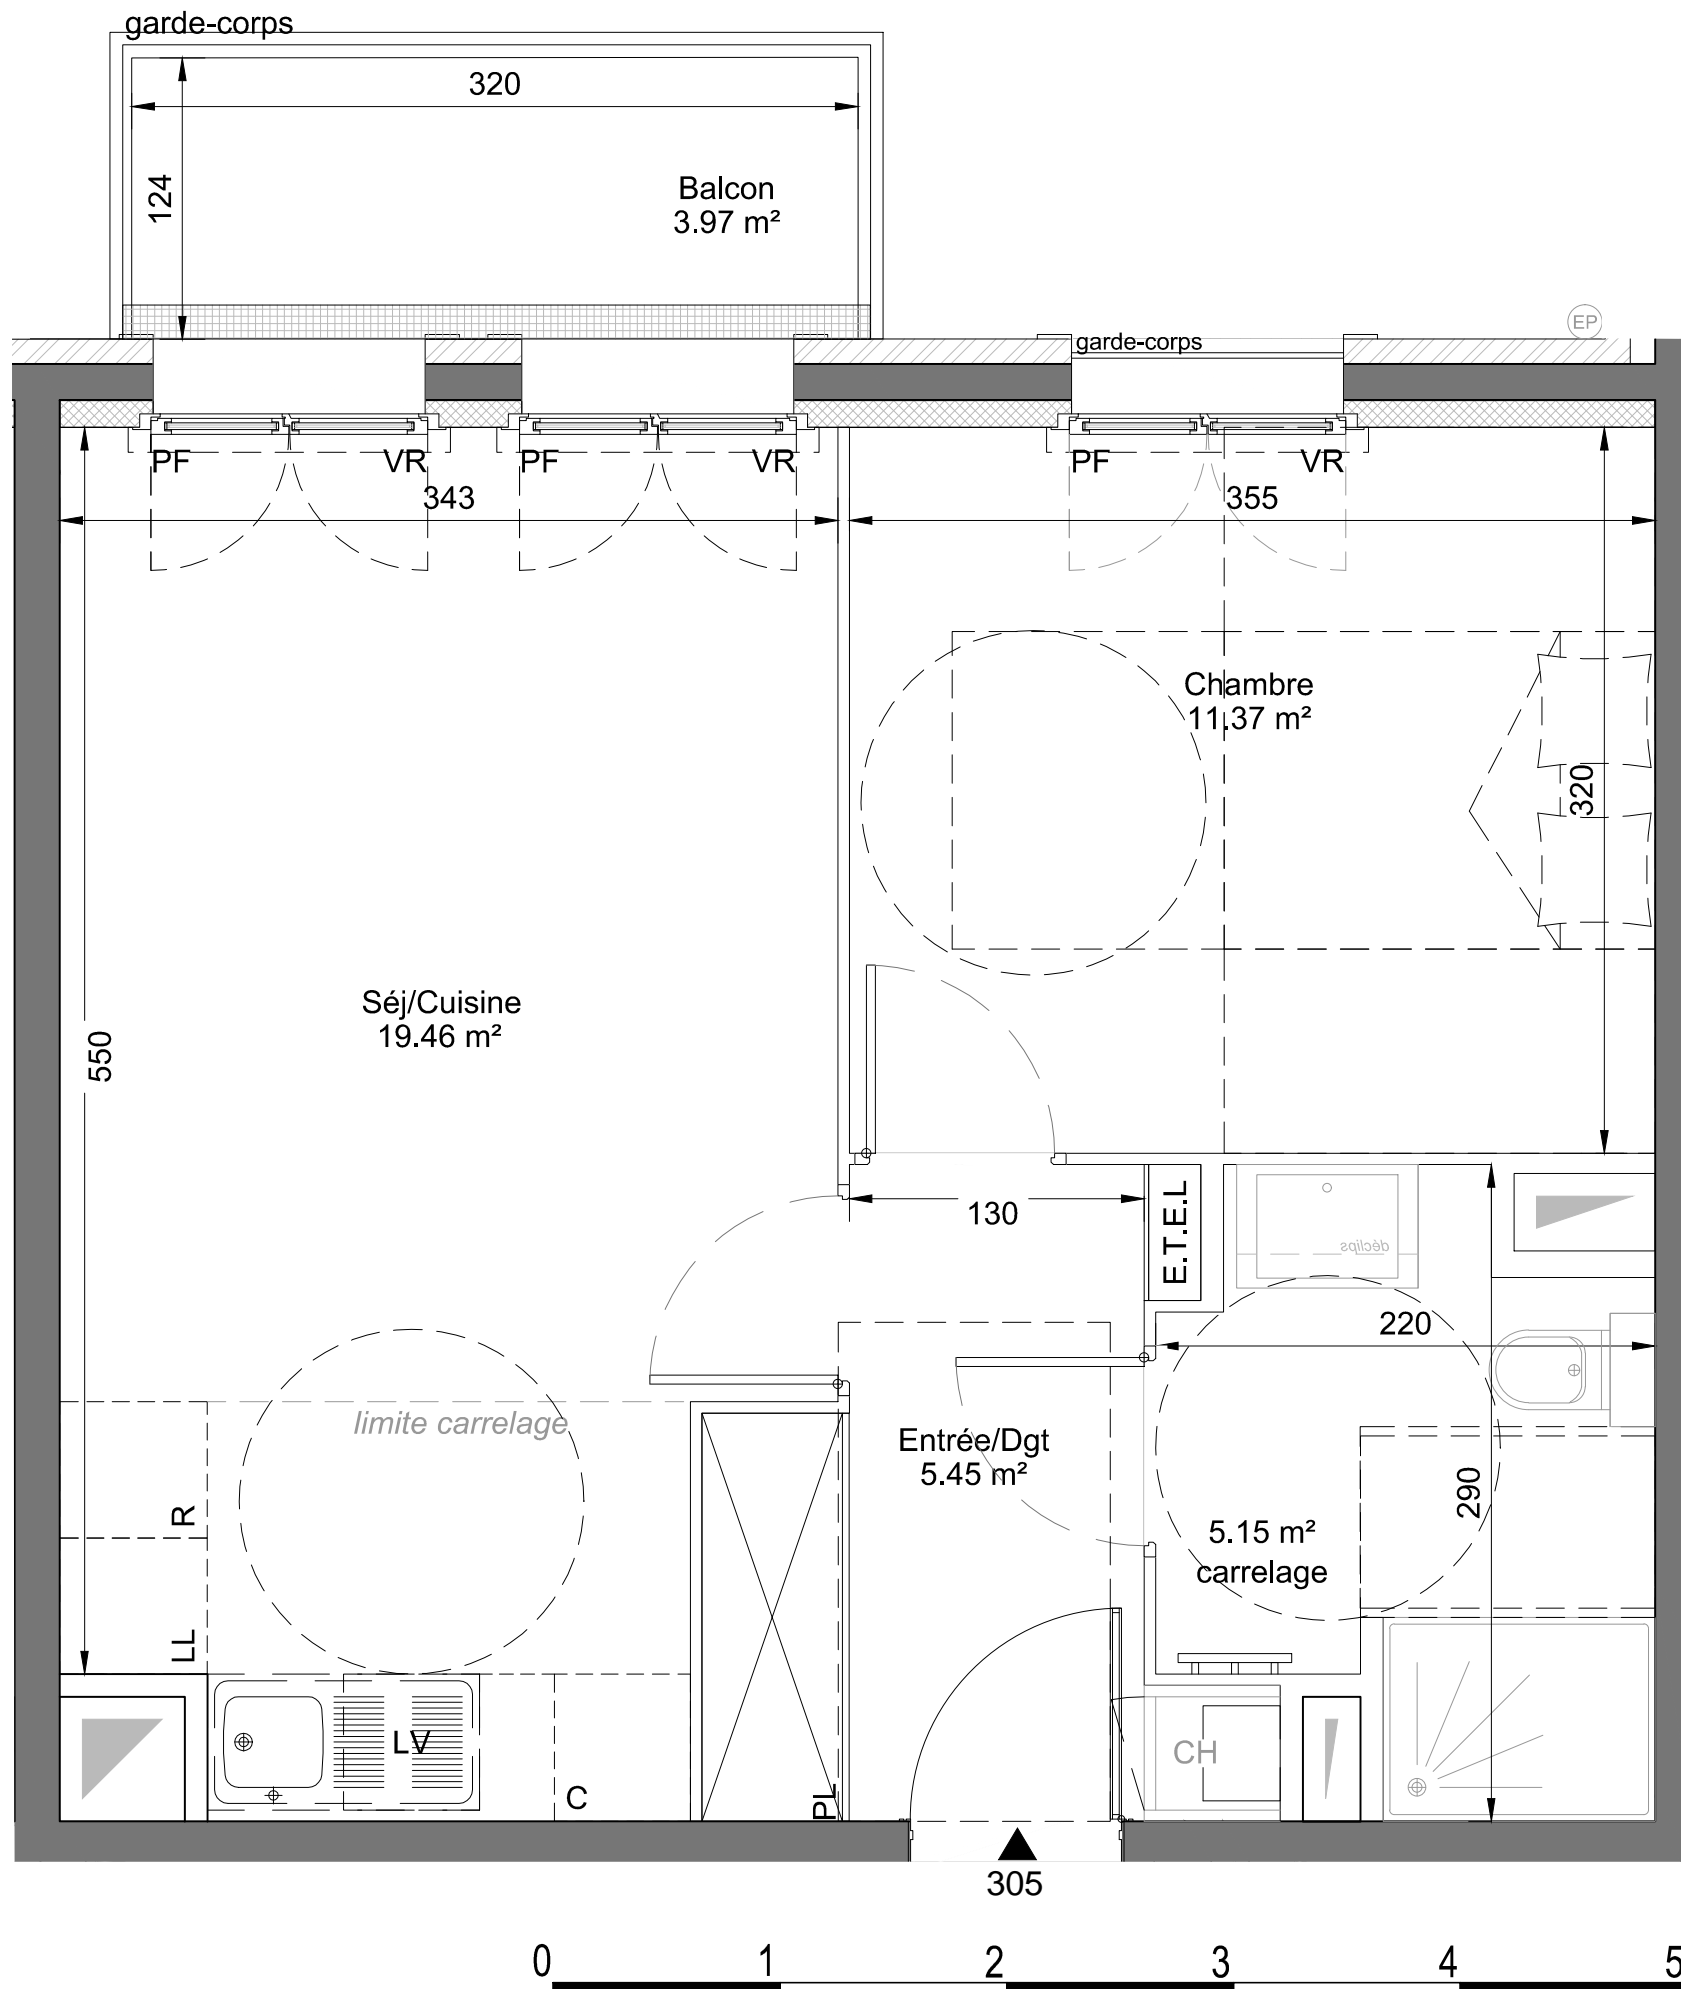 garde-corps
320
124
Balcon
3.97 m²
EP
garde-corps
PF
VR
PF
VR
PF
VR
343
355
Chambre
11.37 m²
320
Séj/Cuisine
19.46 m²
550
130
E.T.E.L
déclips
220
limite carrelage
Entrée/Dgt
5.45 m²
290
R
5.15 m²
carrelage
LL
LV
C
PL
CH
305
0 1 2 3 4 5